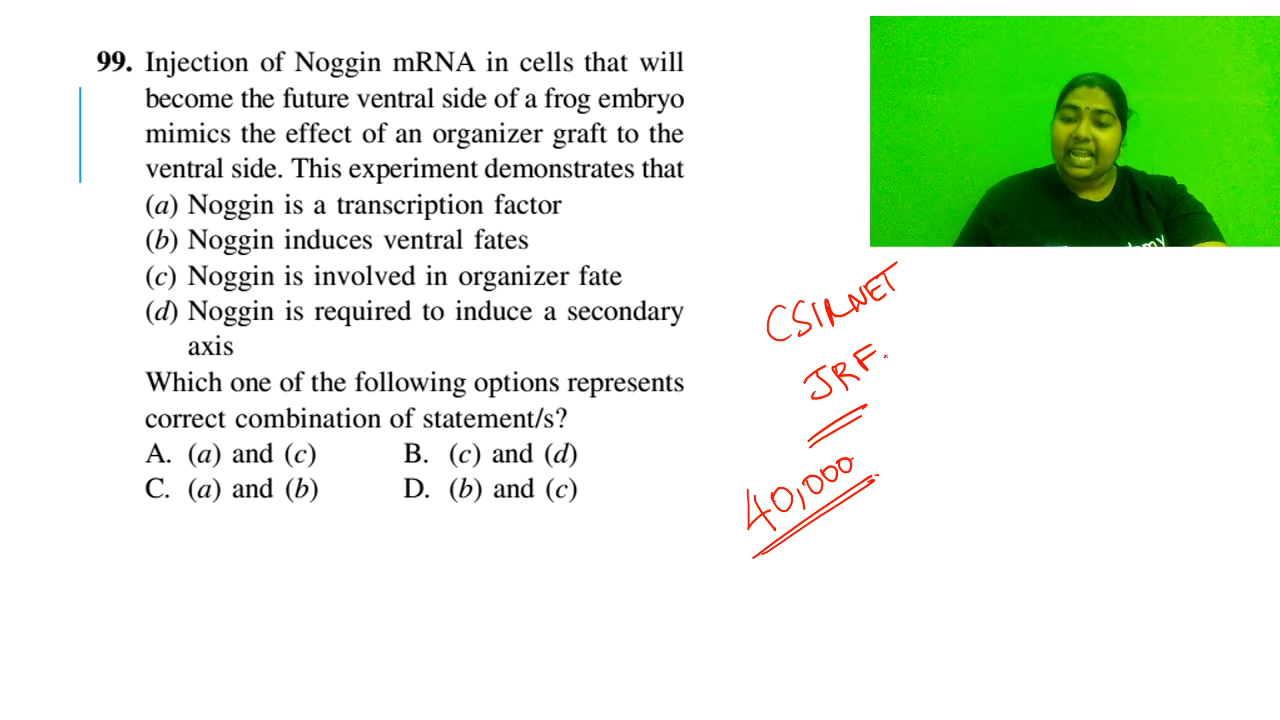 99. Injection of Noggin mRNA in cells that will
become the future ventral side of a frog embryo
mimics the effect of an organizer graft to the
ventral side. This experiment demonstrates that
(a) Noggin is a transcription factor
(b) Noggin induces ventral fates
(c) Noggin is involved in organizer fate
(d) Noggin is required to induce a secondary
axis
Which one of the following options represents
correct combination of statement/s?
A. (a) and (c) B. (c) and (d)
C. (a) and (b) D. (b) and (c)
CSIRNET
JRF
40,000